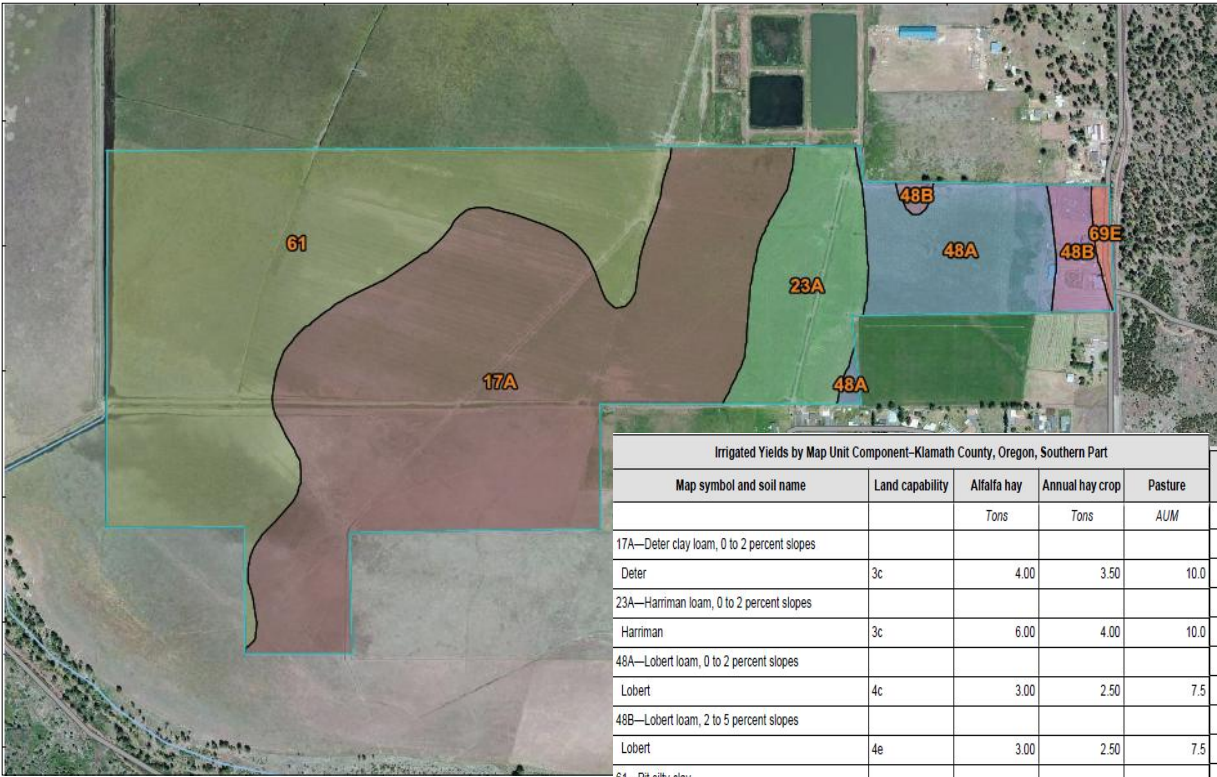 61
48B
69E
48A
48B
23A
17A
48A
Irrigated Yields by Map Unit Component–Klamath County, Oregon, Southern Part
Map symbol and soil name Land capability Alfalfa hay Annual hay crop Pasture
Tons Tons AUM
17A—Deter clay loam, 0 to 2 percent slopes
Deter 3c 4.00 3.50 10.0
23A—Harriman loam, 0 to 2 percent slopes
Harriman 3c 6.00 4.00 10.0
48A—Lobert loam, 0 to 2 percent slopes
Lobert 4c 3.00 2.50 7.5
48B—Lobert loam, 2 to 5 percent slopes
Lobert 4e 3.00 2.50 7.5
61—Pit silty clay